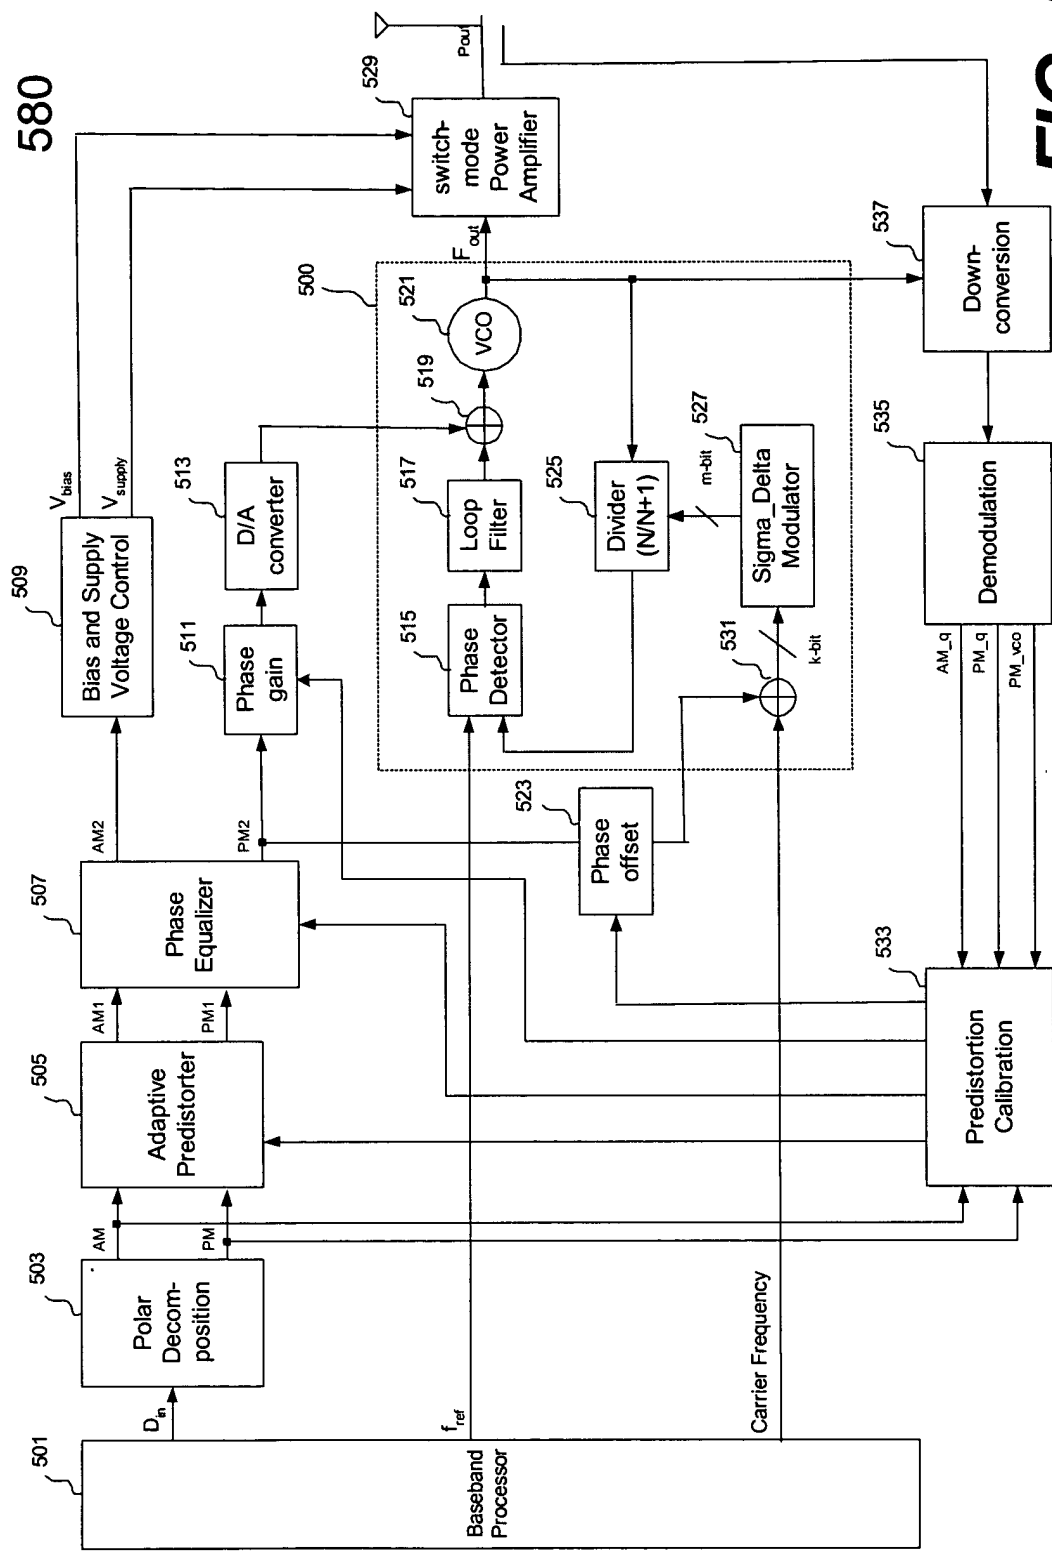 580
FIG
501
Baseband
Processor
D_in
f_ref
Carrier Frequency
503
Polar
Decom-
position
AM
PM
505
Adaptive
Predistorter
AM1
PM1
507
Phase
Equalizer
AM2
PM2
509
Bias and Supply
Voltage Control
V_bias
V_supply
511
Phase
gain
513
D/A
converter
500
515
Phase
Detector
517
Loop
Filter
519
521
VCO
F_out
523
Phase
offset
525
Divider
(N/N+1)
m-bit
527
Sigma_Delta
Modulator
531
k-bit
529
switch-
mode
Power
Amplifier
Pout
533
Predistortion
Calibration
AM_q
PM_q
PM_vco
535
Demodulation
537
Down-
conversion